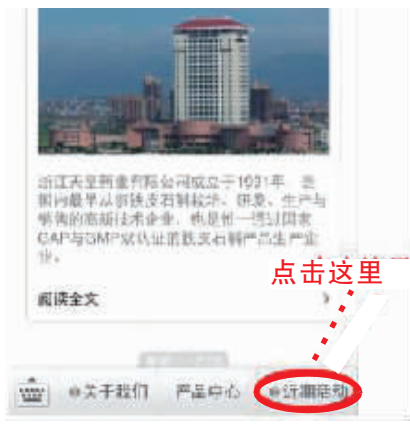 浙江天皇药业有限公司成立于1991年，是
国内最早从事铁皮石斛栽培、研发、生产与
销售的高新技术企业，也是唯一通过国家
GAP与GMP双认证的铁皮石斛产品生产企
业。
点击这里
阅读全文
关于我们 产品中心 近期活动